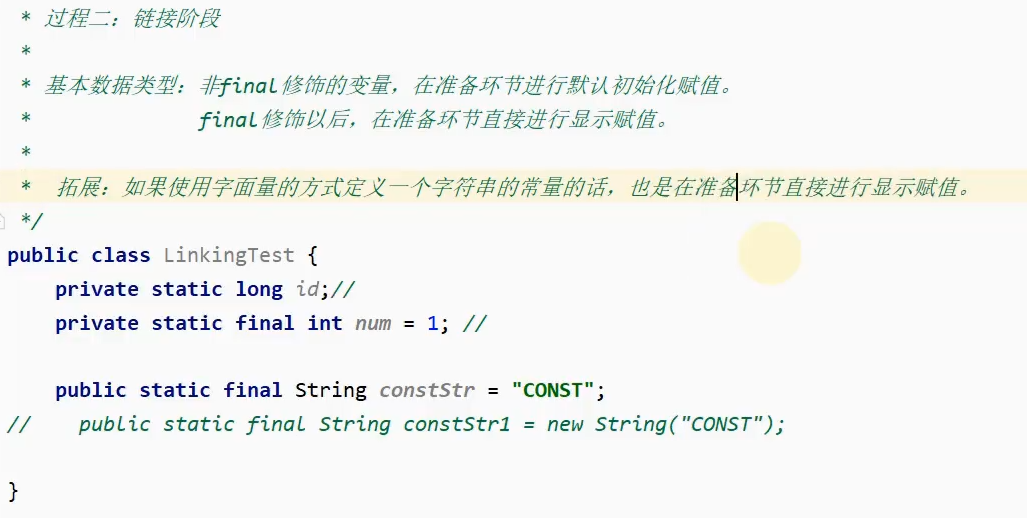 * 过程二：链接阶段
*
* 基本数据类型：非final修饰的变量，在准备环节进行默认初始化赋值。
* final修饰以后，在准备环节直接进行显示赋值。
*
* 拓展：如果使用字面量的方式定义一个字符串的常量的话，也是在准备环节直接进行显示赋值。
*/
public class LinkingTest {
private static long id;//
private static final int num = 1; //
public static final String constStr = "CONST";
// public static final String constStr1 = new String("CONST");
}